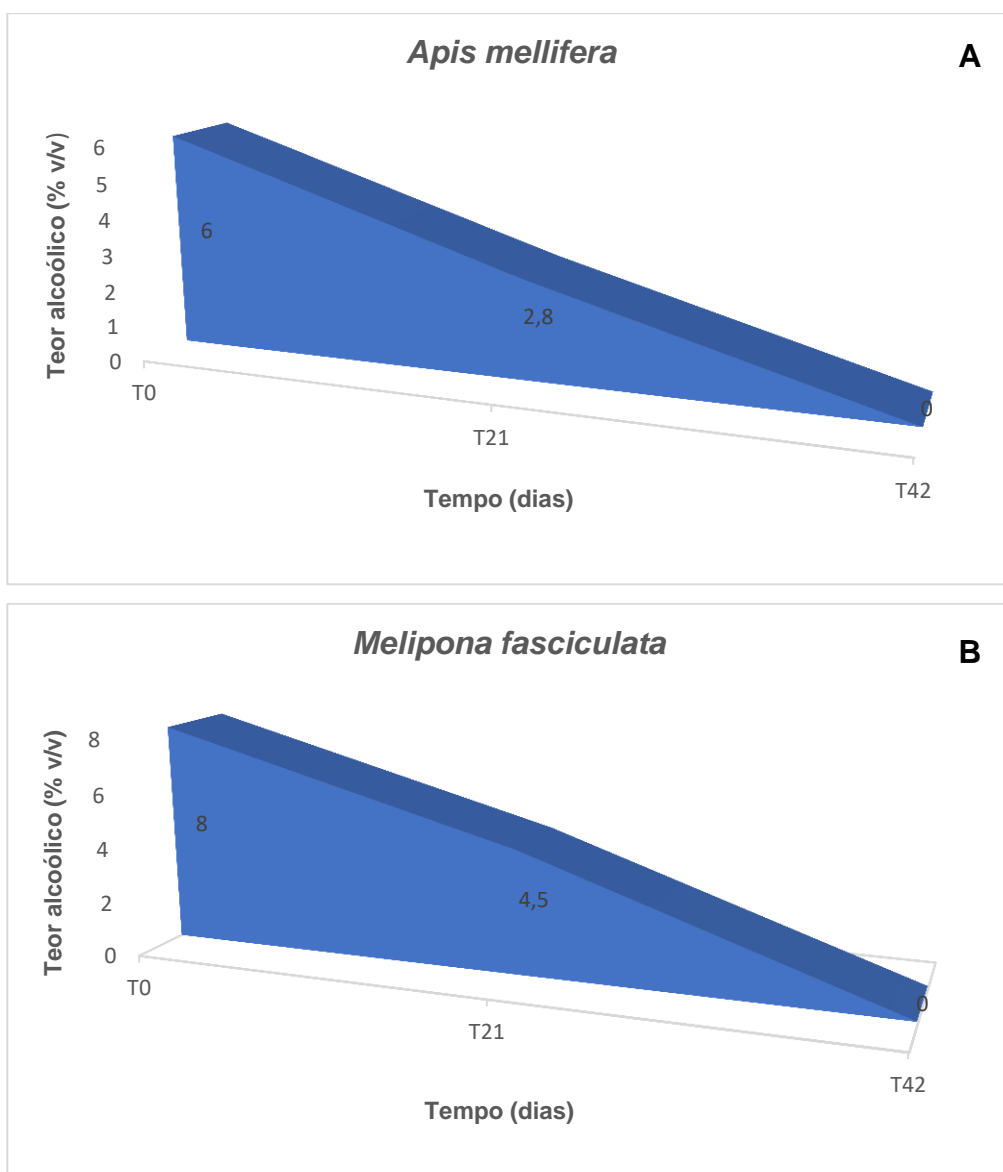 Apis mellifera
A
Teor alcoólico (% v/v)
6
5
4
3
2
1
0
6
2,8
0
T0
T21
T42
Tempo (dias)
Melipona fasciculata
B
Teor alcoólico (% v/v)
8
6
4
2
0
8
4,5
0
T0
T21
T42
Tempo (dias)